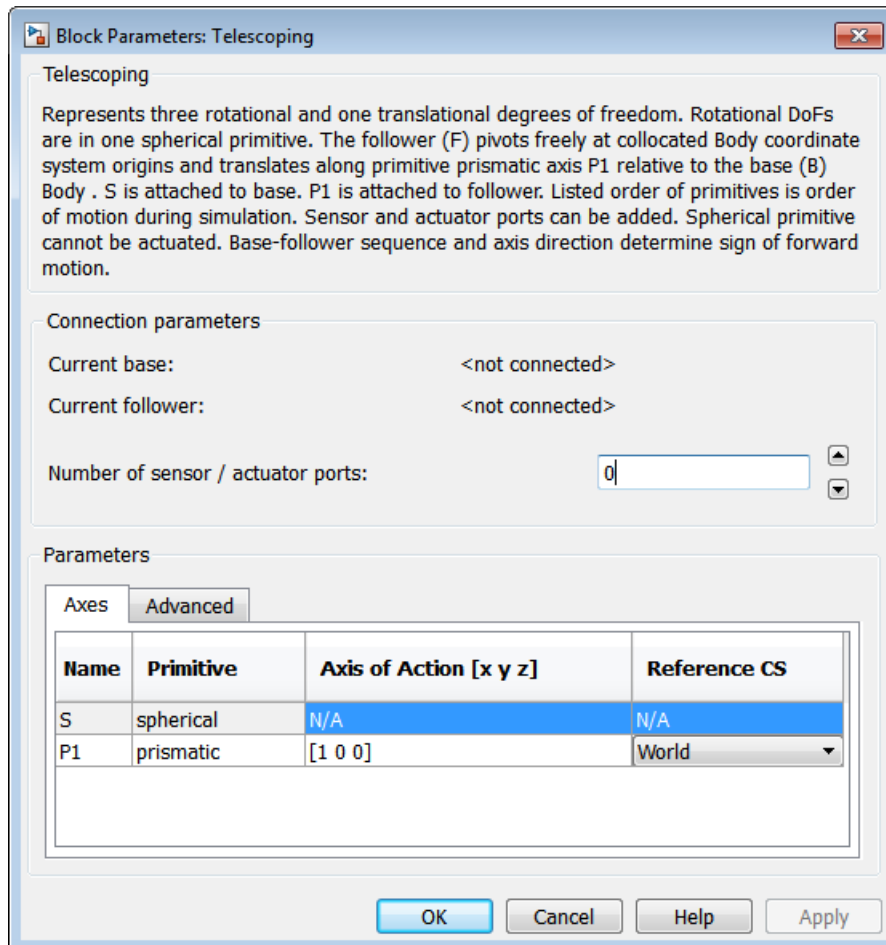 Block Parameters: Telescoping
Telescoping
Represents three rotational and one translational degrees of freedom. Rotational DoFs
are in one spherical primitive. The follower (F) pivots freely at collocated Body coordinate
system origins and translates along primitive prismatic axis P1 relative to the base (B)
Body . S is attached to base. P1 is attached to follower. Listed order of primitives is order
of motion during simulation. Sensor and actuator ports can be added. Spherical primitive
cannot be actuated. Base-follower sequence and axis direction determine sign of forward
motion.
Connection parameters
Current base: <not connected>
Current follower: <not connected>
Number of sensor / actuator ports: 0
Parameters
Axes Advanced
Name Primitive Axis of Action [x y z] Reference CS
S spherical N/A N/A
P1 prismatic [1 0 0] World
OK Cancel Help Apply